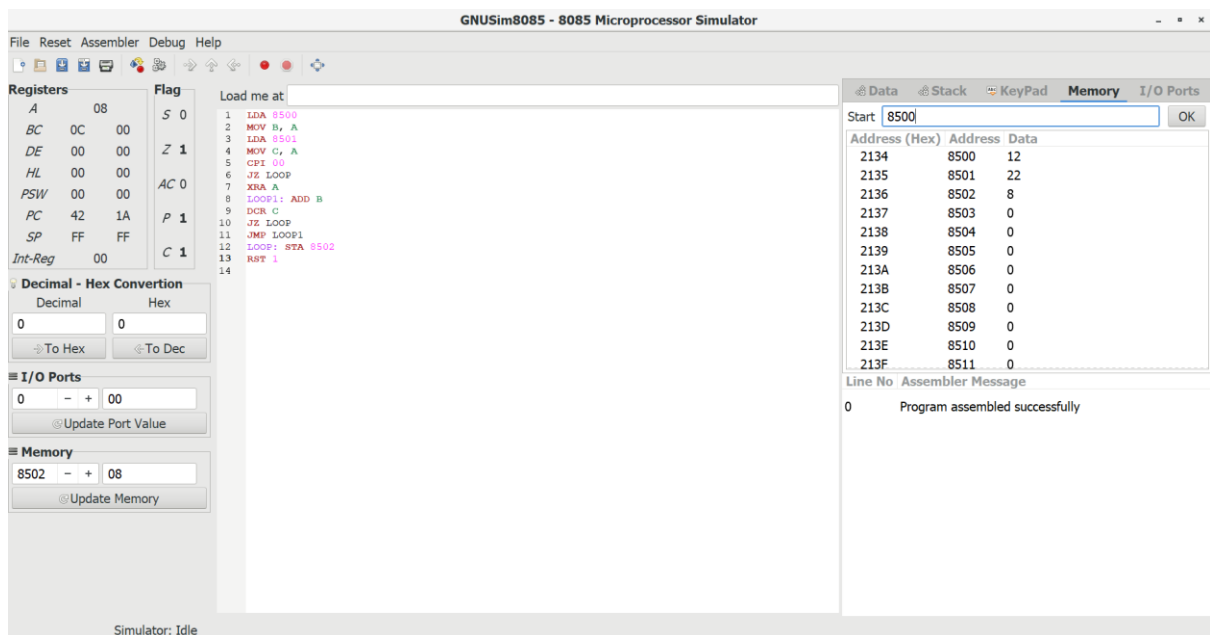 GNUSim8085 - 8085 Microprocessor Simulator
File Reset Assembler Debug Help
Registers
A 08
BC 0C 00
DE 00 00
HL 00 00
PSW 00 00
PC 42 1A
SP FF FF
Int-Reg 00
Flag
S 0
Z 1
AC 0
P 1
C 1
Decimal - Hex Convertion
Decimal Hex
0 0
To Hex To Dec
I/O Ports
0 - + 00
Update Port Value
Memory
8502 - + 08
Update Memory
Load me at
1 LDA 8500
2 MOV B, A
3 LDA 8501
4 MOV C, A
5 CPI 00
6 JZ LOOP
7 XRA A
8 LOOP1: ADD B
9 DCR C
10 JZ LOOP
11 JMP LOOP1
12 LOOP: STA 8502
13 RST 1
14
Data Stack KeyPad Memory I/O Ports
Start 8500 OK
Address (Hex) Address Data
2134 8500 12
2135 8501 22
2136 8502 8
2137 8503 0
2138 8504 0
2139 8505 0
213A 8506 0
213B 8507 0
213C 8508 0
213D 8509 0
213E 8510 0
213F 8511 0
Line No Assembler Message
0 Program assembled successfully
Simulator: Idle